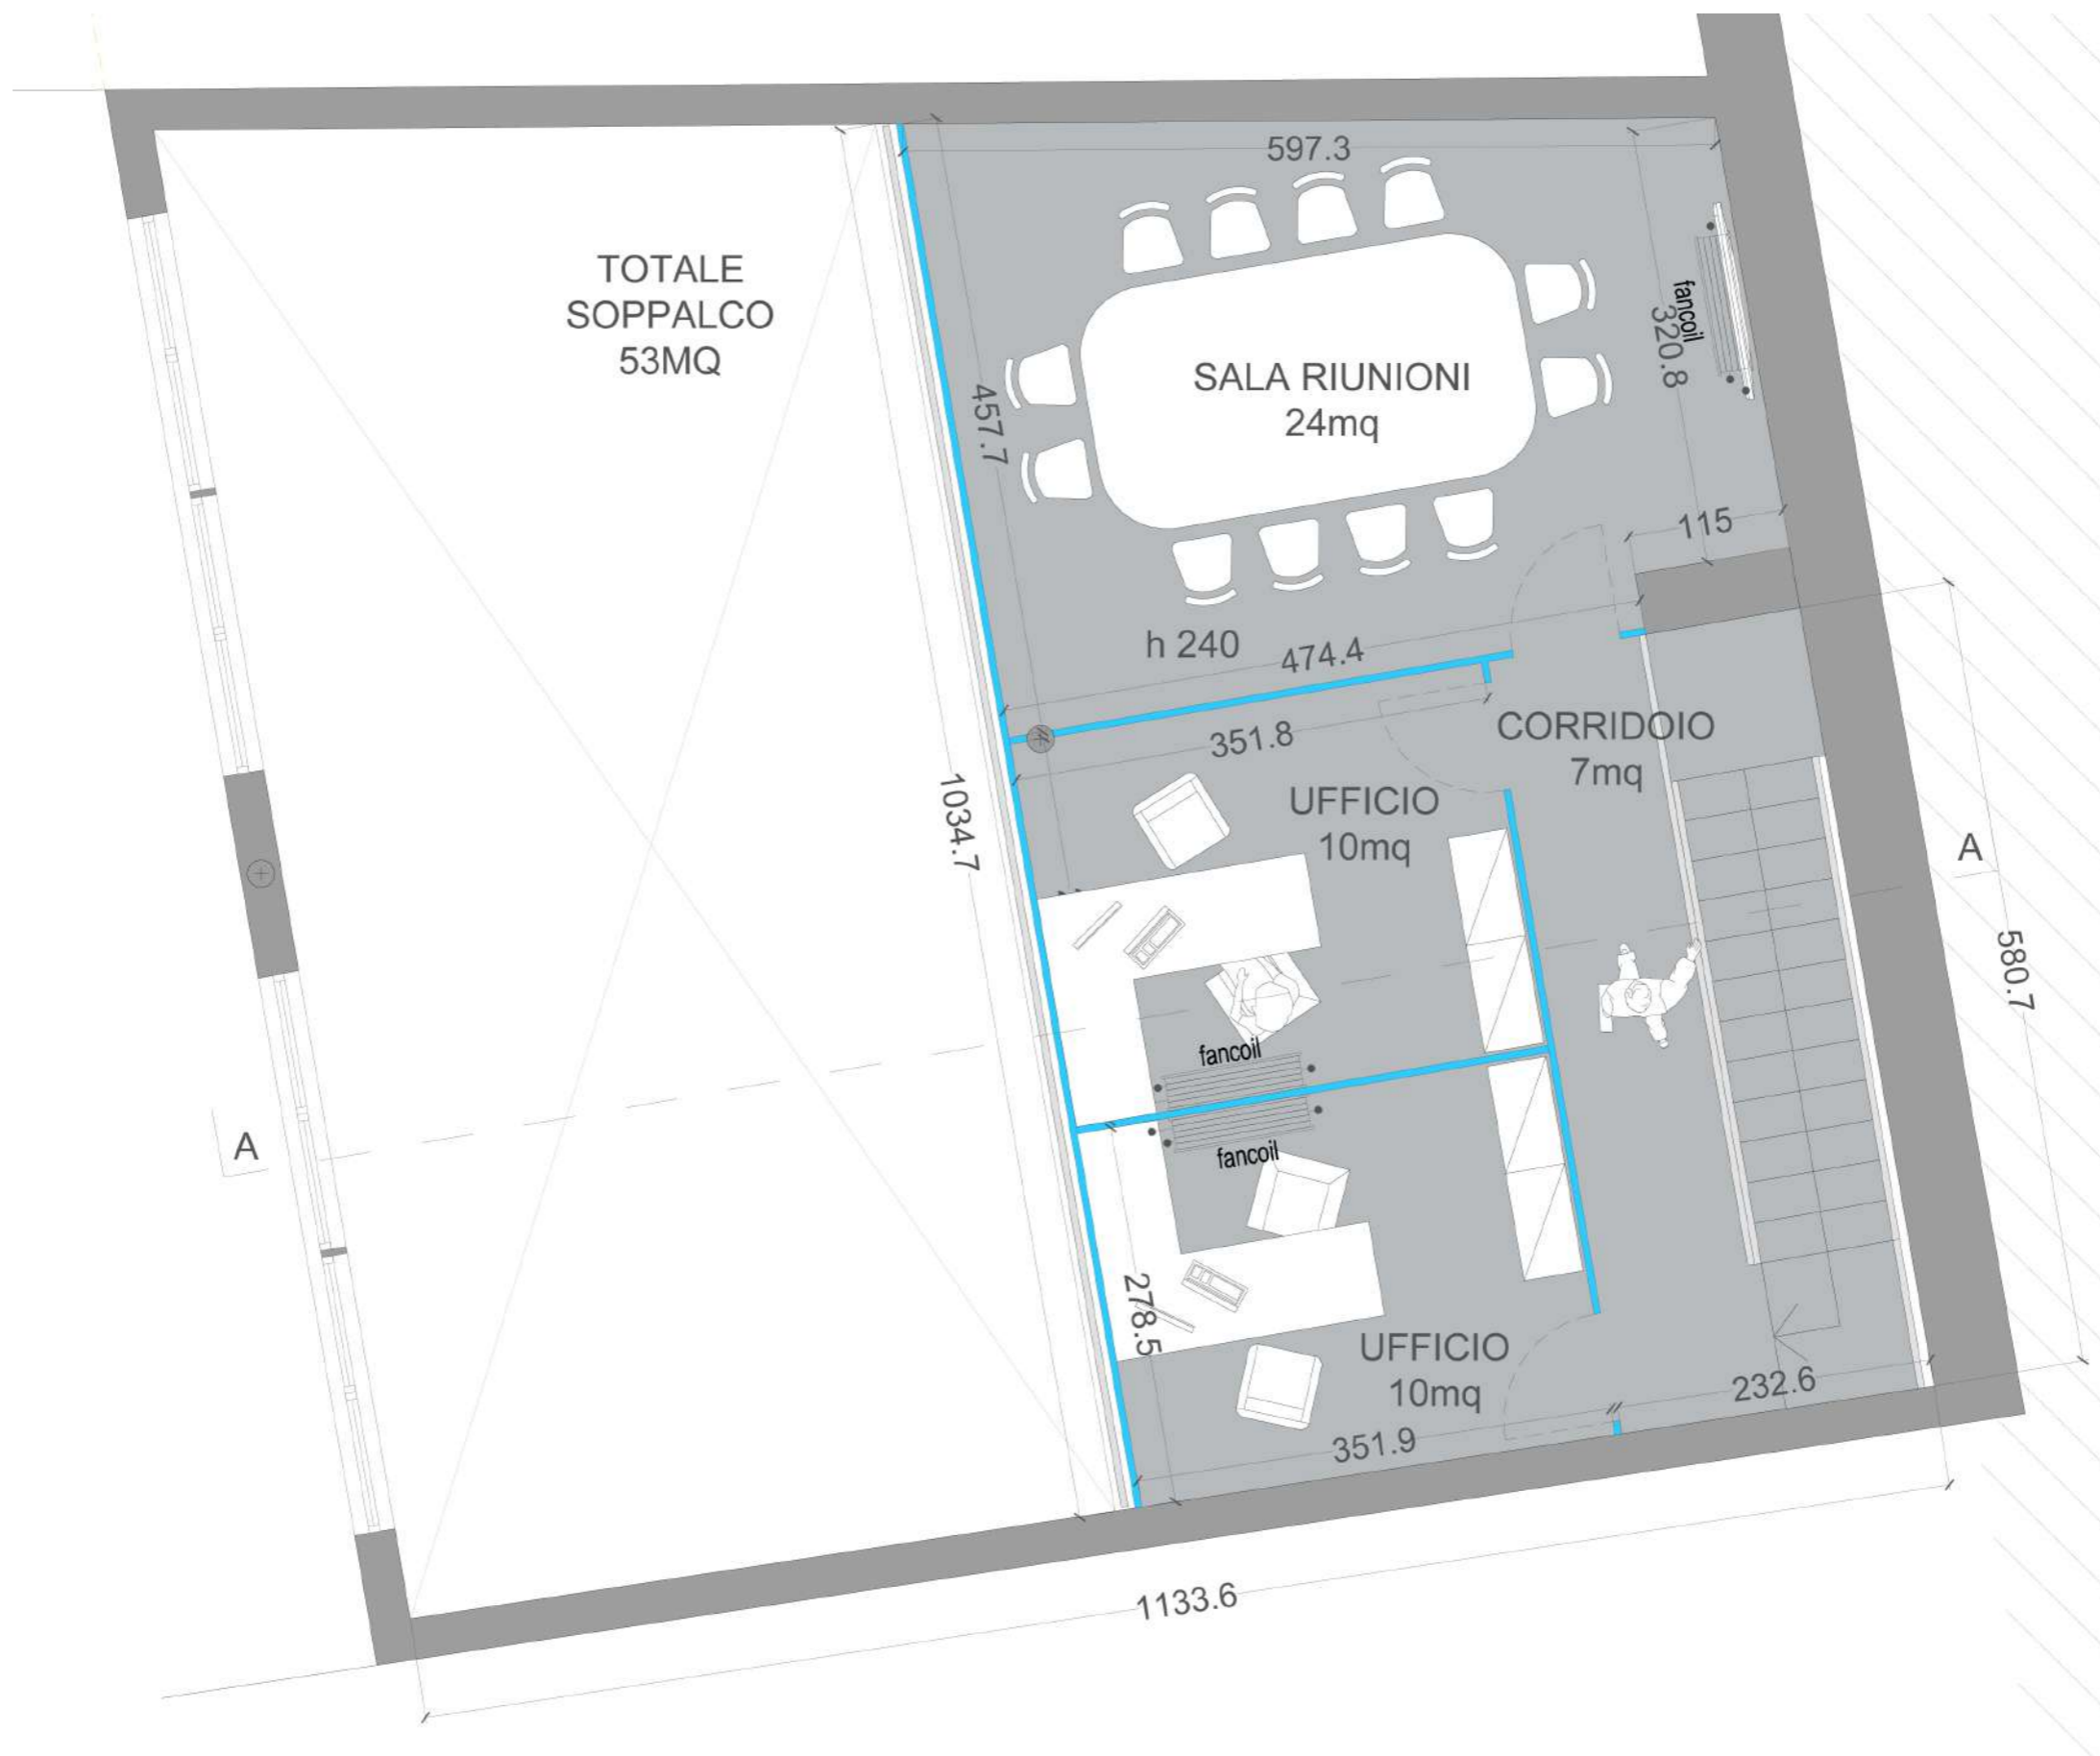 597.3
TOTALE
SOPPALCO
53MQ
fancoil
320.8
SALA RIUNIONI
24mq
457.7
115
h 240
474.4
351.8
CORRIDOIO
7mq
UFFICIO
10mq
1034.7
A
580.7
fancoil
fancoil
A
278.5
UFFICIO
10mq
232.6
351.9
1133.6